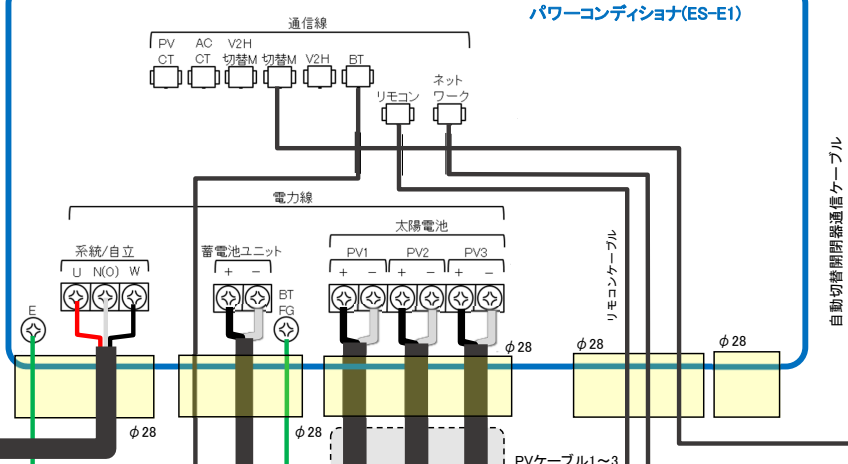 パワーコンディショナ(ES-E1)
通信線
PV
CT
AC
CT
V2H
切替M
切替M
V2H
BT
リモコン
ネット
ワーク
電力線
太陽電池
系統/自立
蓄電池ユニット
PV1
PV2
PV3
U
N(O)
W
+
−
+
−
+
−
+
−
BT
FG
E
リモコンケーブル
自動切替開閉器通信ケーブル
φ28
φ28
φ28
φ28
φ28
PVケーブル1～3